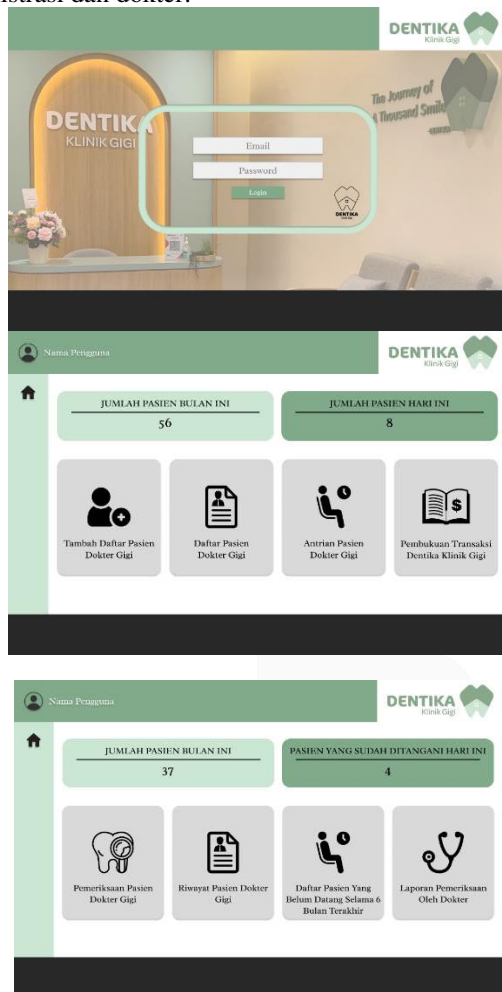 istrasi dan dokter.
DENTIKA
Klinik Gigi
The Journey of
A Thousand Smile
DENTIKA
KLINIK GIGI
Email
Password
Login
DENTIKA
Nama Pengguna
DENTIKA
Klinik Gigi
JUMLAH PASIEN BULAN INI
56
JUMLAH PASIEN HARI INI
8
Tambah Daftar Pasien
Dokter Gigi
Daftar Pasien
Dokter Gigi
Antrian Pasien
Dokter Gigi
Pembukuan Transaksi
Dentika Klinik Gigi
Nama Pengguna
DENTIKA
Klinik Gigi
JUMLAH PASIEN BULAN INI
37
PASIEN YANG SUDAH DITANGANI HARI INI
4
Pemeriksaan Pasien
Dokter Gigi
Riwayat Pasien Dokter
Gigi
Daftar Pasien Yang
Belum Datang Selama 6
Bulan Terakhir
Laporan Pemeriksaan
Oleh Dokter